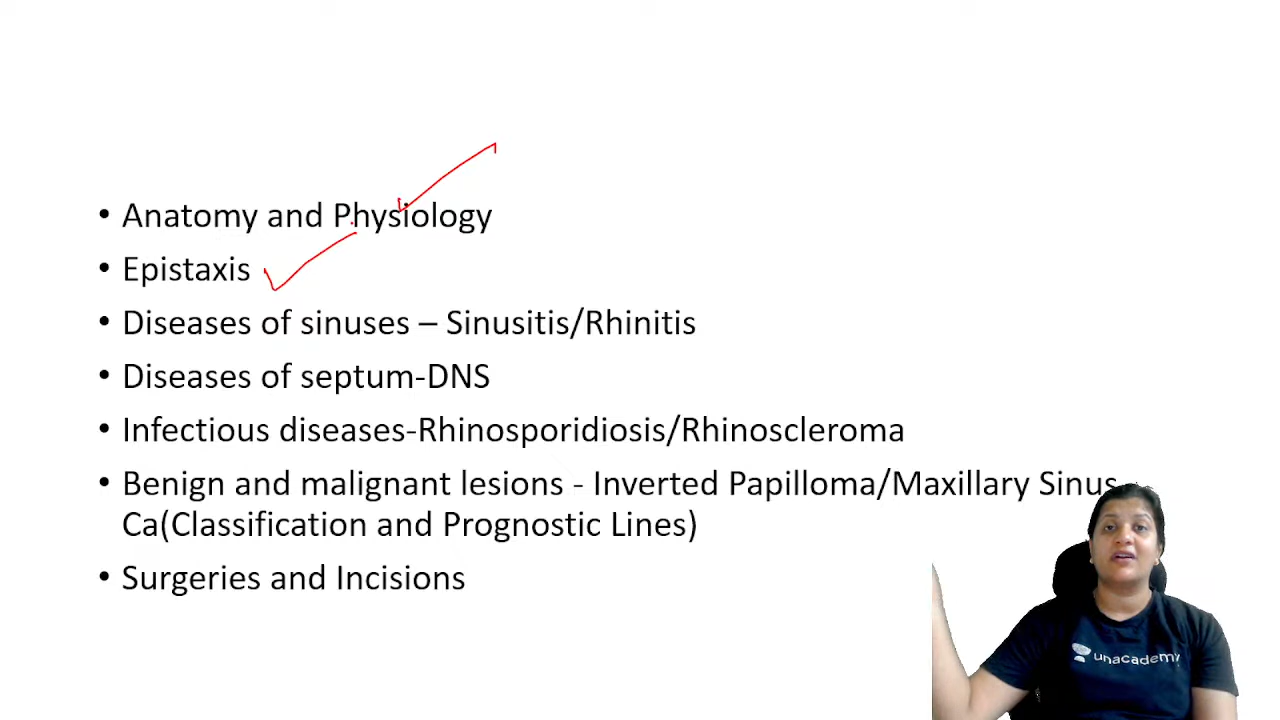 • Anatomy and Physiology
• Epistaxis
• Diseases of sinuses – Sinusitis/Rhinitis
• Diseases of septum-DNS
• Infectious diseases-Rhinosporidiosis/Rhinoscleroma
• Benign and malignant lesions - Inverted Papilloma/Maxillary Sinus
Ca(Classification and Prognostic Lines)
• Surgeries and Incisions
unacademy